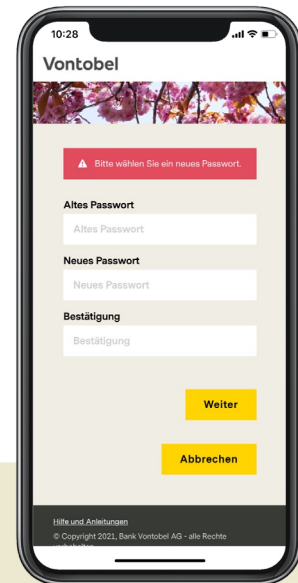 10:28
Vontobel
Bitte wählen Sie ein neues Passwort.
Altes Passwort
Altes Passwort
Neues Passwort
Neues Passwort
Bestätigung
Bestätigung
Weiter
Abbrechen
Hilfe und Anleitungen
© Copyright 2021, Bank Vontobel AG - alle Rechte